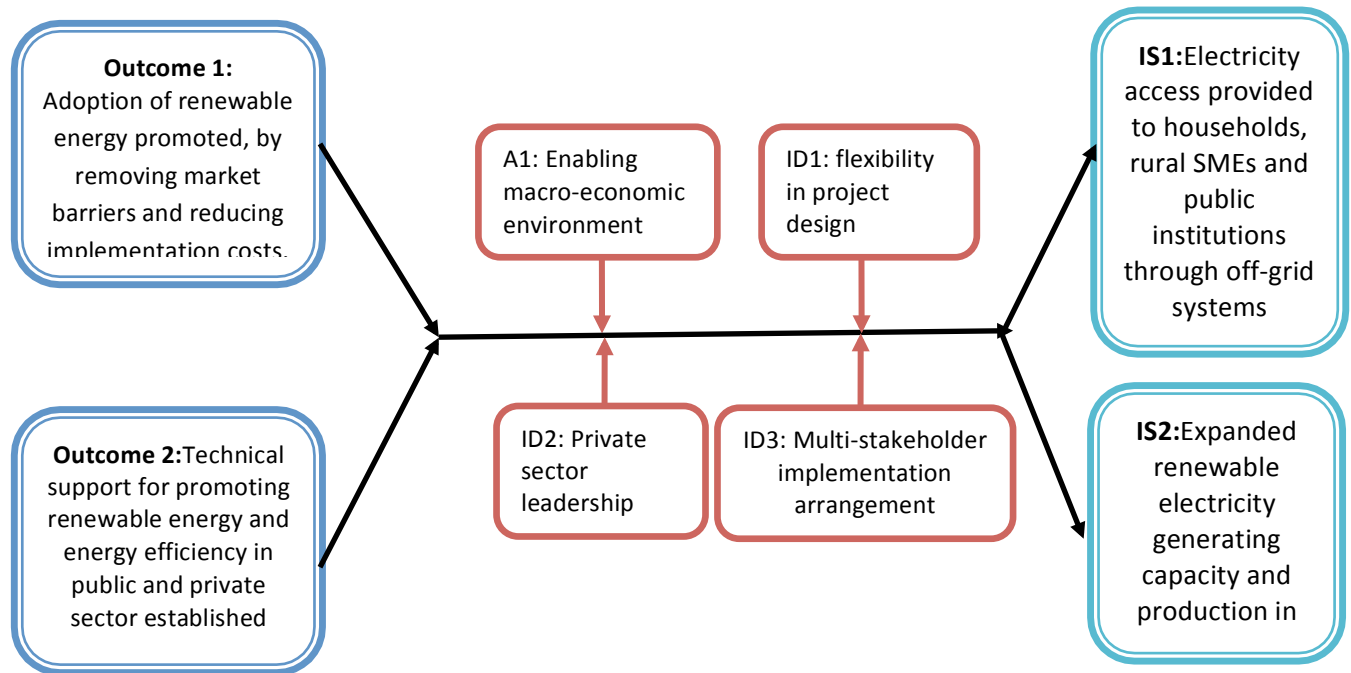 Outcome 1:
Adoption of renewable
energy promoted, by
removing market
barriers and reducing
implementation costs.
Outcome 2:Technical
support for promoting
renewable energy and
energy efficiency in
public and private
sector established
A1: Enabling
macro-economic
environment
ID1: flexibility
in project
design
ID2: Private
sector
leadership
ID3: Multi-stakeholder
implementation
arrangement
IS1:Electricity
access provided
to households,
rural SMEs and
public
institutions
through off-grid
systems
IS2:Expanded
renewable
electricity
generating
capacity and
production in